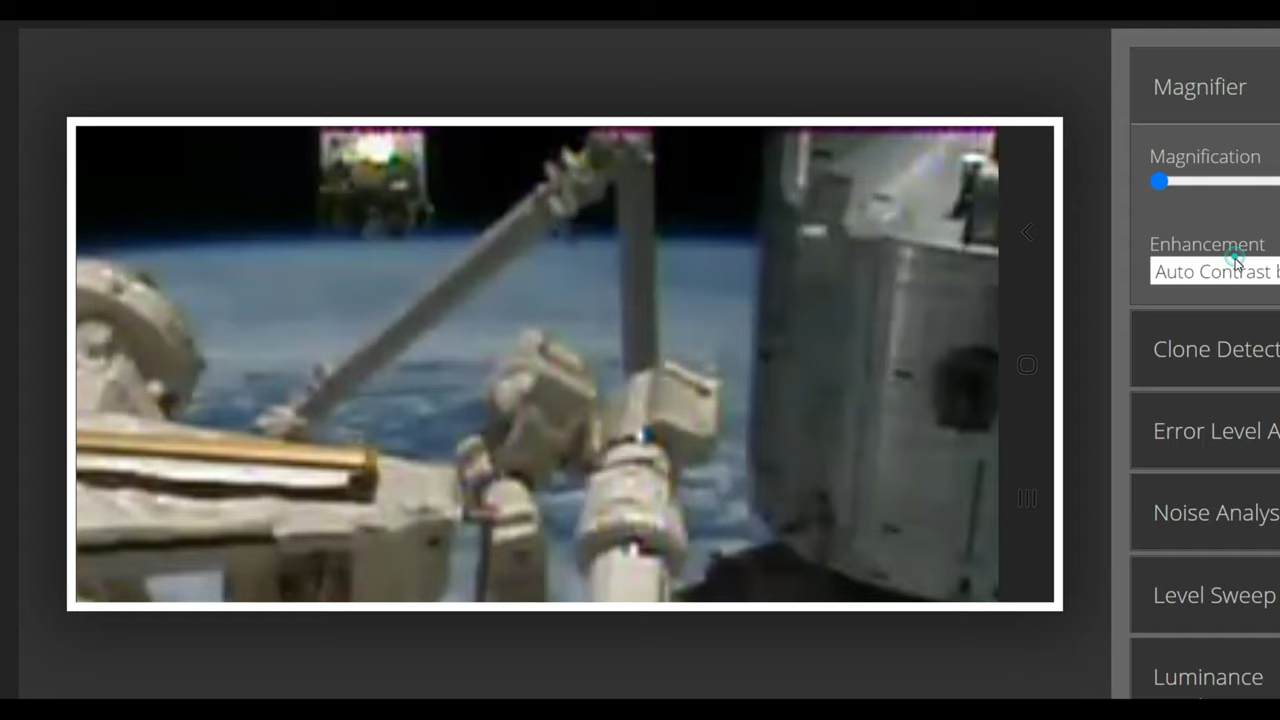 Magnifier
Magnification
Enhancement
Auto Contrast b
Clone Detect
Error Level A
Noise Analys
Level Sweep
Luminance